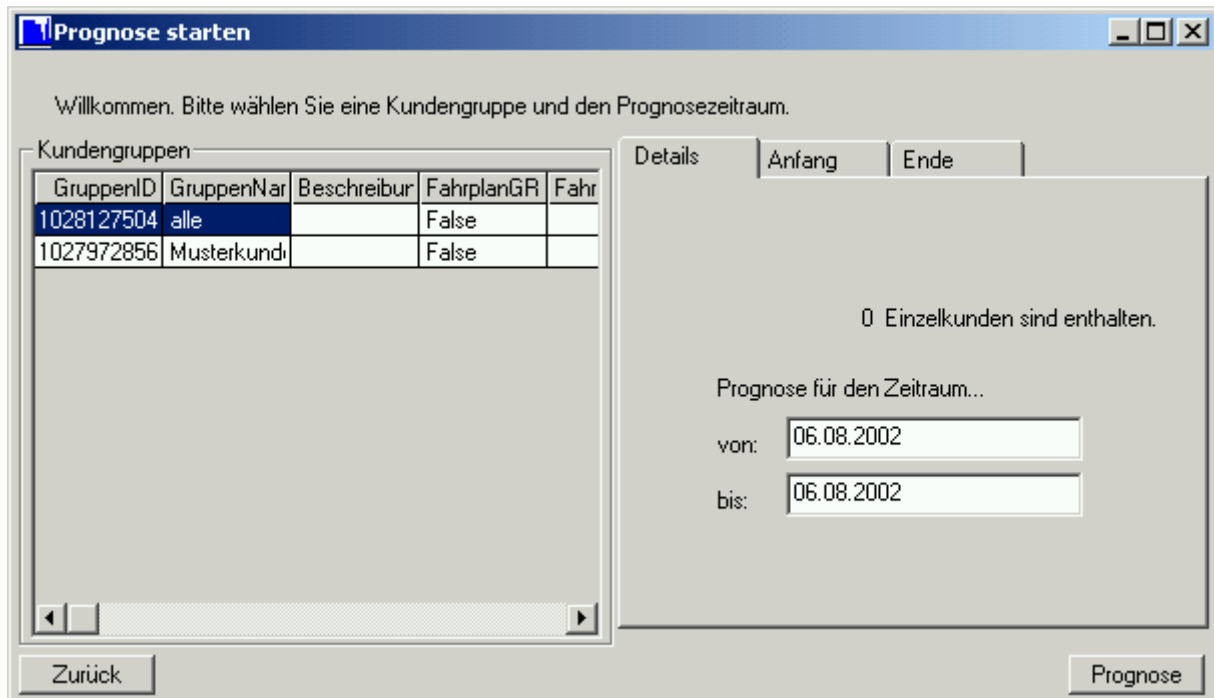 Prognose starten
Willkommen. Bitte wählen Sie eine Kundengruppe und den Prognosezeitraum.
Kundengruppen
GruppenID GruppenNar Beschreibur FahrplanGR Fahr
1028127504 alle False
1027972856 Musterkund False
Details Anfang Ende
0 Einzelkunden sind enthalten.
Prognose für den Zeitraum...
von: 06.08.2002
bis: 06.08.2002
Zurück
Prognose